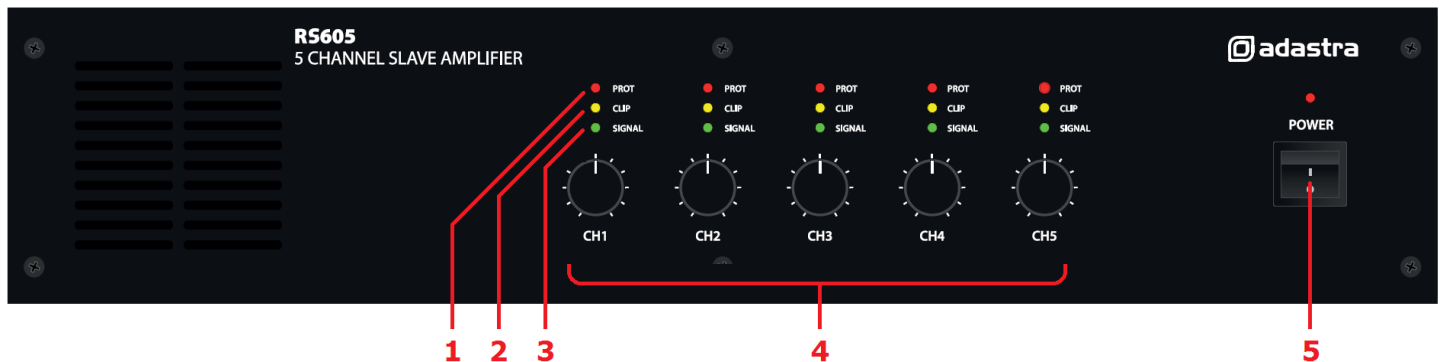 RS605
5 CHANNEL SLAVE AMPLIFIER
adastra
PROT PROT PROT PROT PROT
CLIP CLIP CLIP CLIP CLIP
SIGNAL SIGNAL SIGNAL SIGNAL SIGNAL
POWER
CH1 CH2 CH3 CH4 CH5
1 2 3 4 5